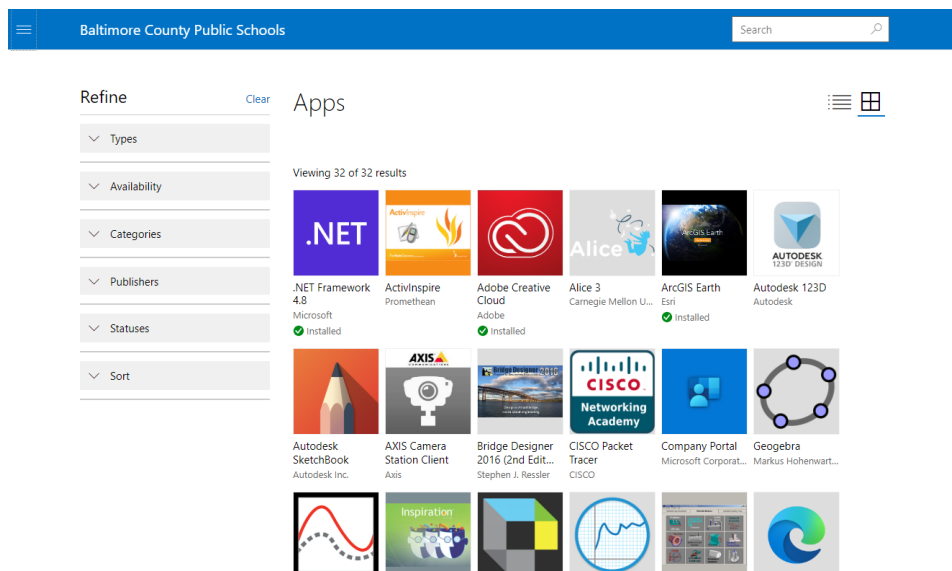 Baltimore County Public Schools
Search
Refine
Clear
Apps
Types
Availability
Categories
Publishers
Statuses
Sort
Viewing 32 of 32 results
.NET
ActivInspire
Alice
ArcGIS Earth
AUTODESK
123D® DESIGN
.NET Framework
4.8
Microsoft
Installed
ActivInspire
Promethean
Adobe Creative
Cloud
Adobe
Installed
Alice 3
Carnegie Mellon U...
ArcGIS Earth
Esri
Installed
Autodesk 123D
Autodesk
AXIS
COMMUNICATIONS
Bridge Designer 2016
CISCO
Networking
Academy
Autodesk
SketchBook
Autodesk Inc.
AXIS Camera
Station Client
Axis
Bridge Designer
2016 (2nd Edit...
Stephen J. Ressler
CISCO Packet
Tracer
CISCO
Company Portal
Microsoft Corporat...
Geogebra
Markus Hohenwart...
Inspiration